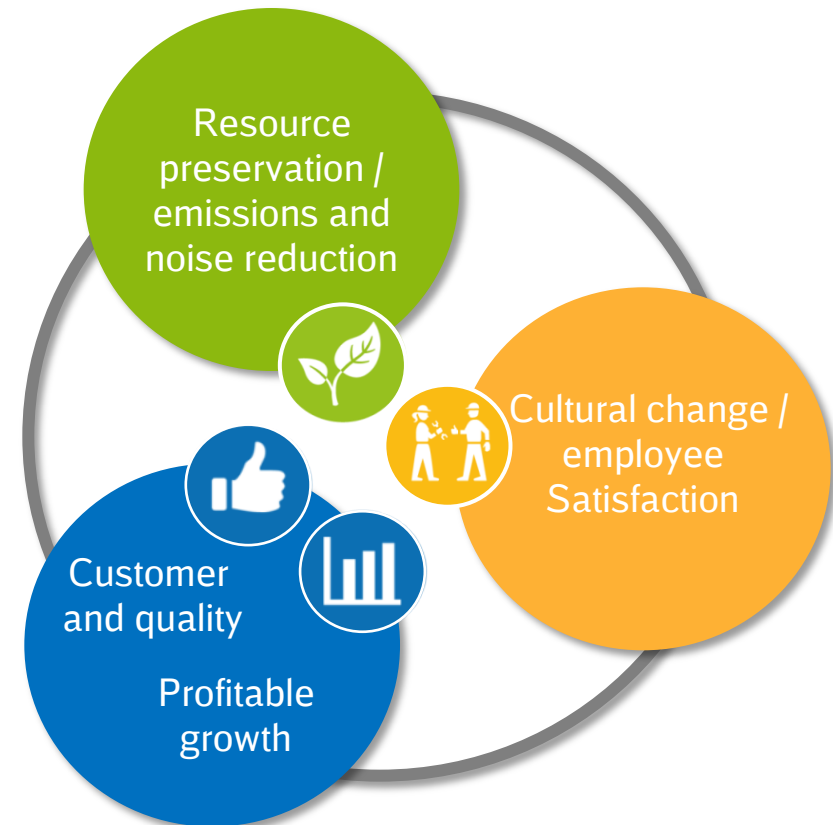 Resource
preservation /
emissions and
noise reduction
Cultural change /
employee
Satisfaction
Customer
and quality
Profitable
growth